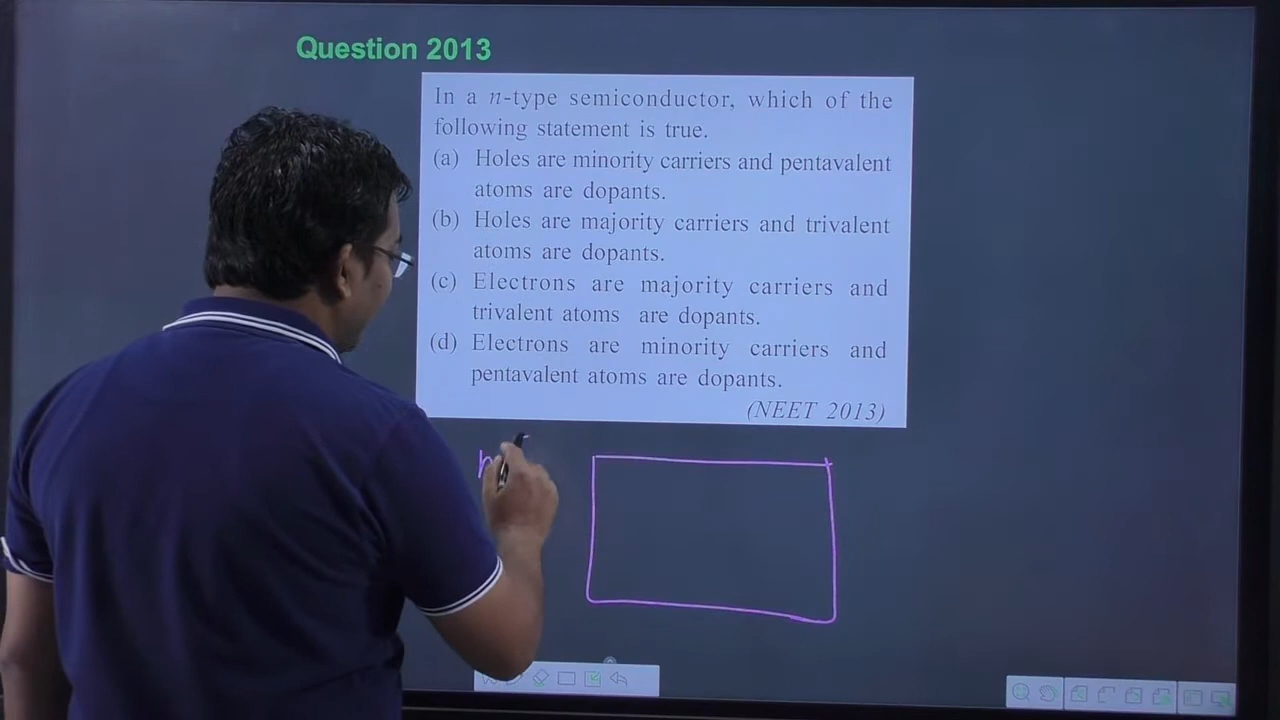 Question 2013
In a n-type semiconductor, which of the
following statement is true.
(a) Holes are minority carriers and pentavalent
atoms are dopants.
(b) Holes are majority carriers and trivalent
atoms are dopants.
(c) Electrons are majority carriers and
trivalent atoms are dopants.
(d) Electrons are minority carriers and
pentavalent atoms are dopants.
(NEET 2013)
n